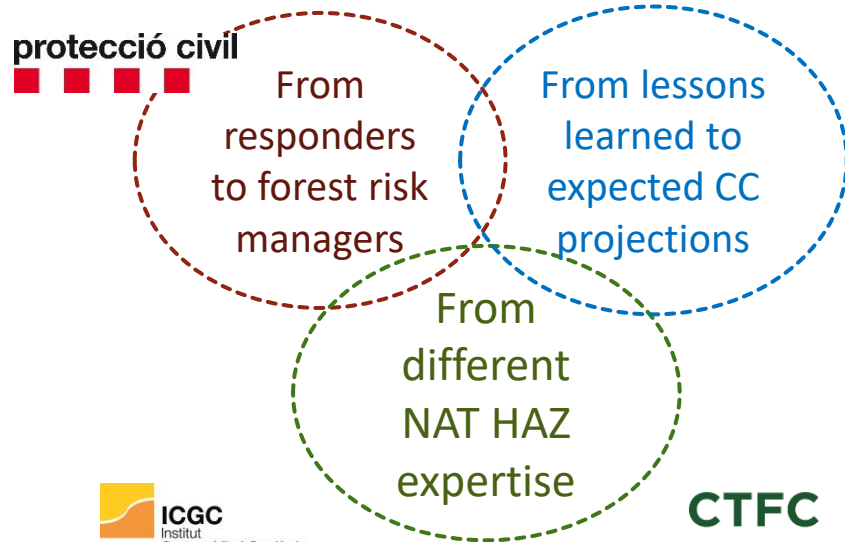 protecció civil
From
responders
to forest risk
managers
From lessons
learned to
expected CC
projections
From
different
NAT HAZ
expertise
ICGC
Institut
CTFC